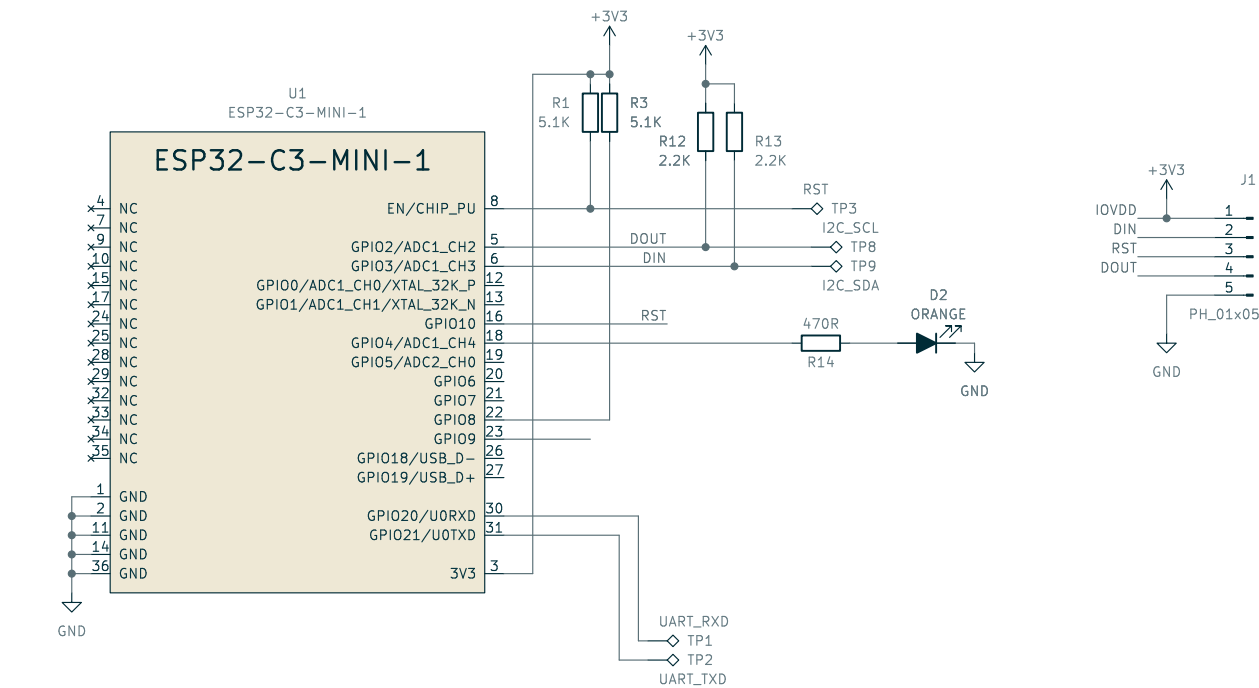 +3V3
+3V3
U1
ESP32-C3-MINI-1
R1
5.1K
R3
5.1K
R12
2.2K
R13
2.2K
ESP32-C3-MINI-1
4 NC
7 NC
9 NC
10 NC
15 NC
17 NC
24 NC
25 NC
28 NC
29 NC
32 NC
33 NC
34 NC
35 NC
1 GND
2 GND
11 GND
14 GND
36 GND
GND
EN/CHIP_PU 8
GPIO2/ADC1_CH2 5
GPIO3/ADC1_CH3 6
GPIO0/ADC1_CH0/XTAL_32K_P 12
GPIO1/ADC1_CH1/XTAL_32K_N 13
GPIO10 16
GPIO4/ADC1_CH4 18
GPIO5/ADC2_CH0 19
GPIO6 20
GPIO7 21
GPIO8 22
GPIO9 23
GPIO18/USB_D- 26
GPIO19/USB_D+ 27
GPIO20/U0RXD 30
GPIO21/U0TXD 31
3V3 3
DOUT
DIN
RST
RST
TP3
I2C_SCL
TP8
TP9
I2C_SDA
470R
R14
D2
ORANGE
GND
UART_RXD
TP1
TP2
UART_TXD
+3V3
J1
IOVDD 1
DIN 2
RST 3
DOUT 4
5
PH_01x05
GND